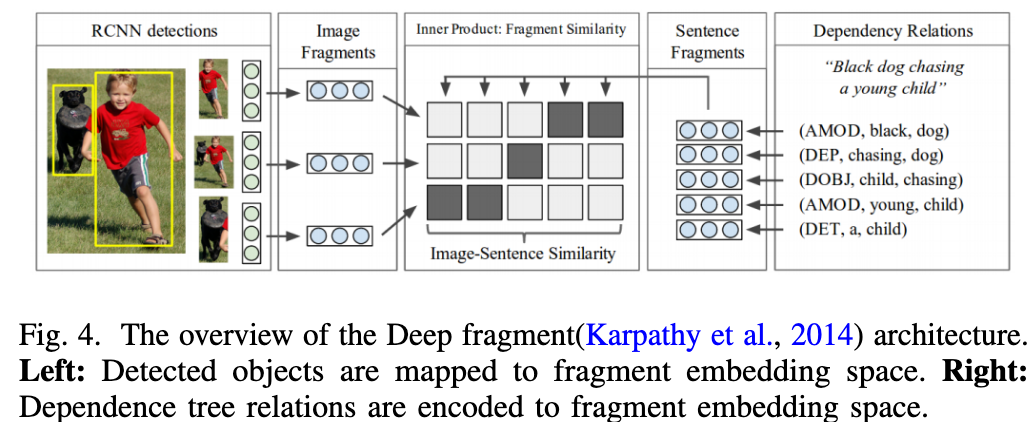 RCNN detections
Image
Fragments
Inner Product: Fragment Similarity
Sentence
Fragments
Dependency Relations
“Black dog chasing
a young child”
(AMOD, black, dog)
(DEP, chasing, dog)
(DOBJ, child, chasing)
(AMOD, young, child)
(DET, a, child)
Image-Sentence Similarity
Fig. 4. The overview of the Deep fragment(Karpathy et al., 2014) architecture.
Left: Detected objects are mapped to fragment embedding space. Right:
Dependence tree relations are encoded to fragment embedding space.